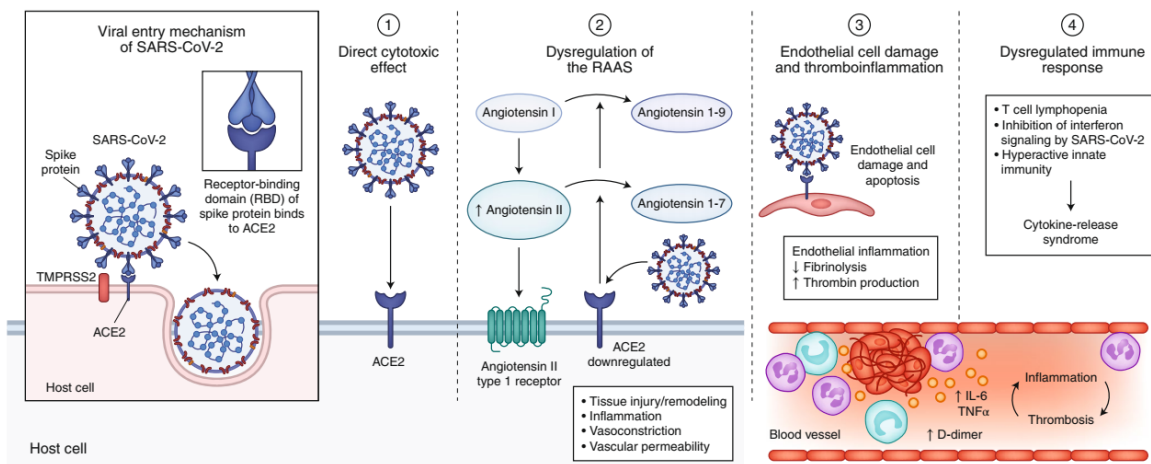 Viral entry mechanism
of SARS-CoV-2
SARS-CoV-2
Spike
protein
Receptor-binding
domain (RBD) of
spike protein binds
to ACE2
TMPRSS2
ACE2
Host cell
Host cell
1
Direct cytotoxic
effect
ACE2
2
Dysregulation of
the RAAS
Angiotensin I
Angiotensin 1-9
↑ Angiotensin II
Angiotensin 1-7
Angiotensin II
type 1 receptor
ACE2
downregulated
• Tissue injury/remodeling
• Inflammation
• Vasoconstriction
• Vascular permeability
3
Endothelial cell damage
and thromboinflammation
Endothelial cell
damage and
apoptosis
Endothelial inflammation
↓ Fibrinolysis
↑ Thrombin production
4
Dysregulated immune
response
• T cell lymphopenia
• Inhibition of interferon
signaling by SARS-CoV-2
• Hyperactive innate
immunity
Cytokine-release
syndrome
↑ IL-6
TNFα
↑ D-dimer
Blood vessel
Inflammation
Thrombosis